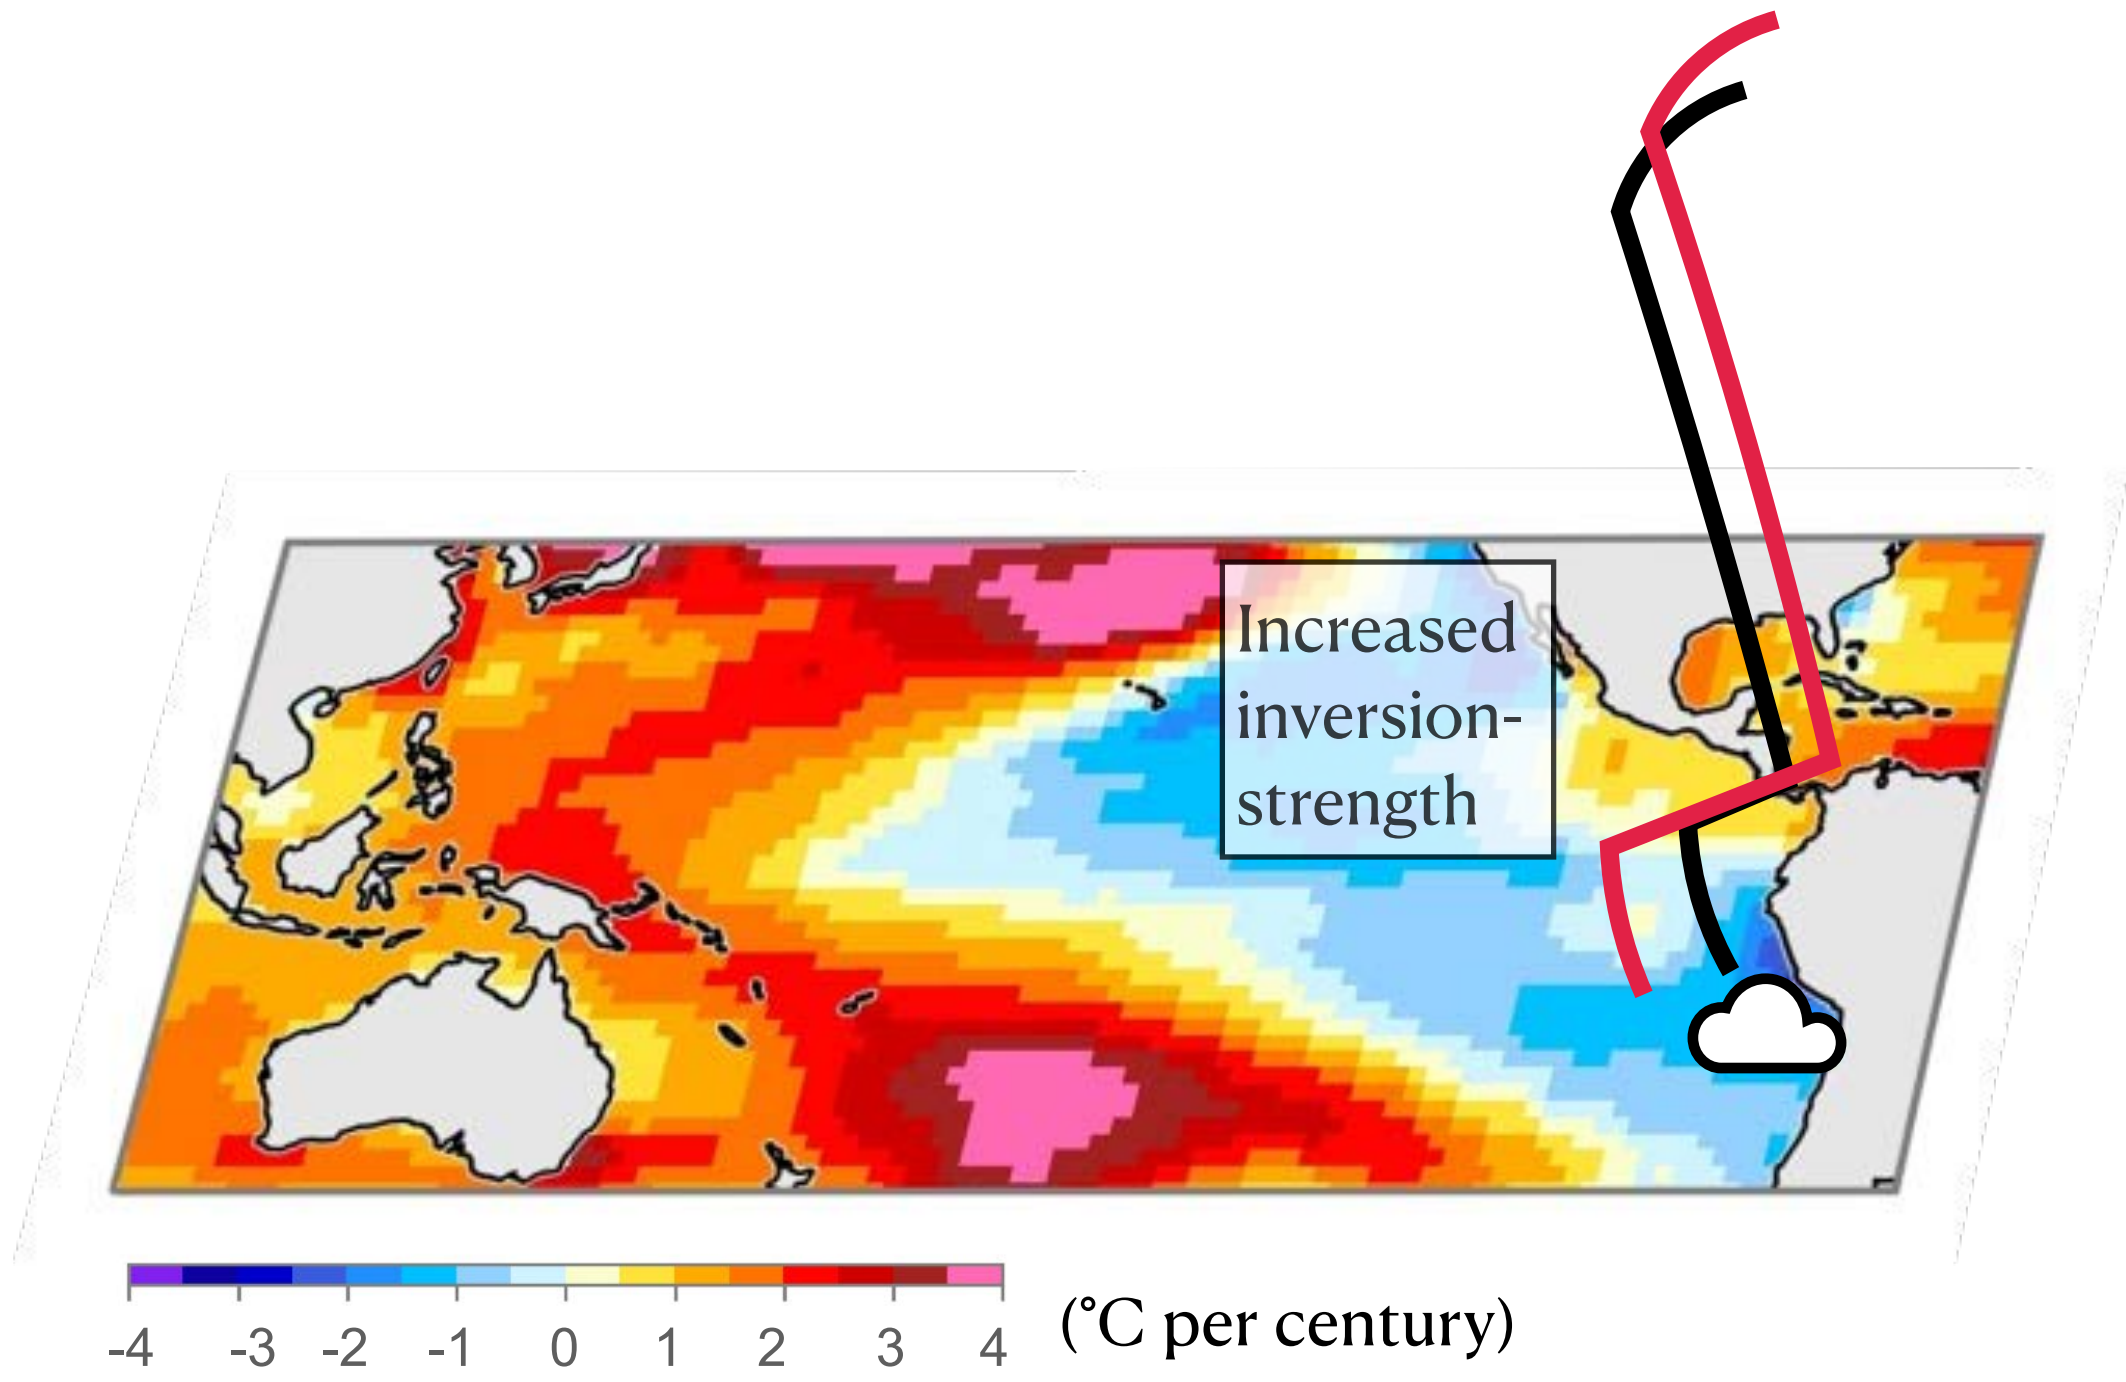 Increased
inversion-
strength
-4 -3 -2 -1 0 1 2 3 4
(°C per century)